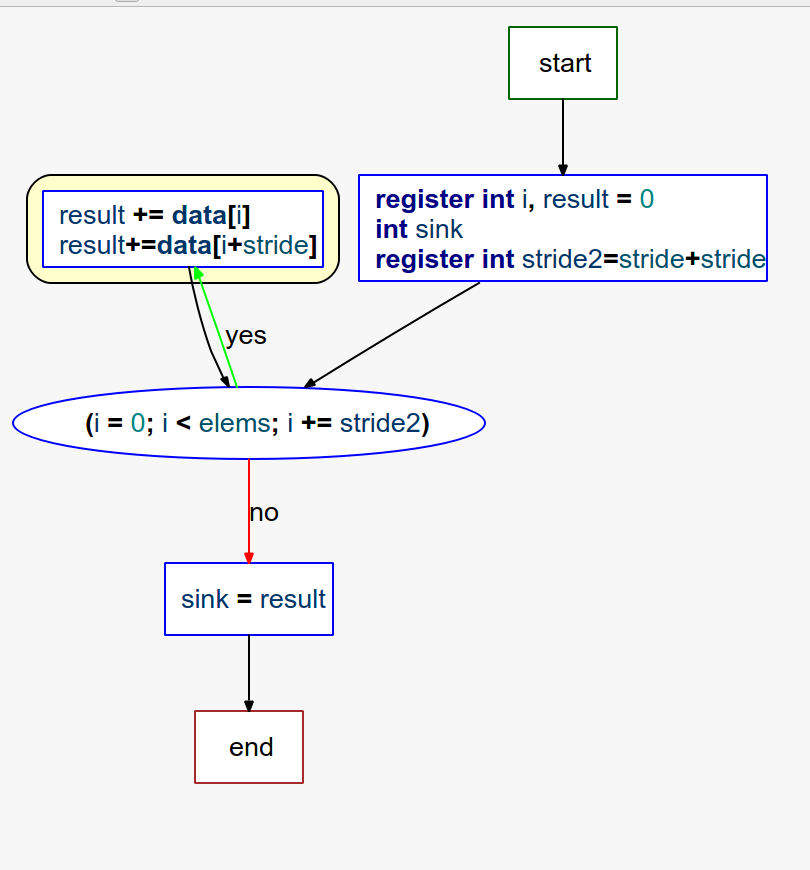 start
register int i, result = 0
int sink
register int stride2=stride+stride
result += data[i]
result+=data[i+stride]
yes
(i = 0; i < elems; i += stride2)
no
sink = result
end